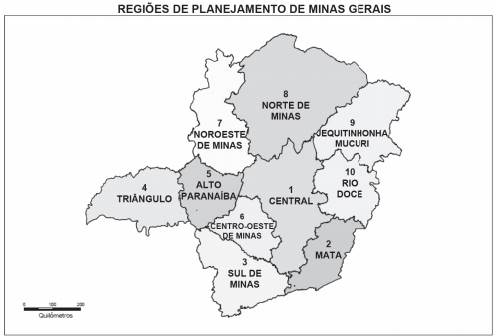 REGIÕES DE PLANEJAMENTO DE MINAS GERAIS
8
NORTE DE
MINAS
7
NOROESTE
DE MINAS
9
JEQUITINHONHA
MUCURI
10
RIO
DOCE
5
ALTO
PARANAÍBA
4
TRIÂNGULO
1
CENTRAL
6
CENTRO-OESTE
DE MINAS
2
MATA
3
SUL DE
MINAS
0 100 200
Quilômetros